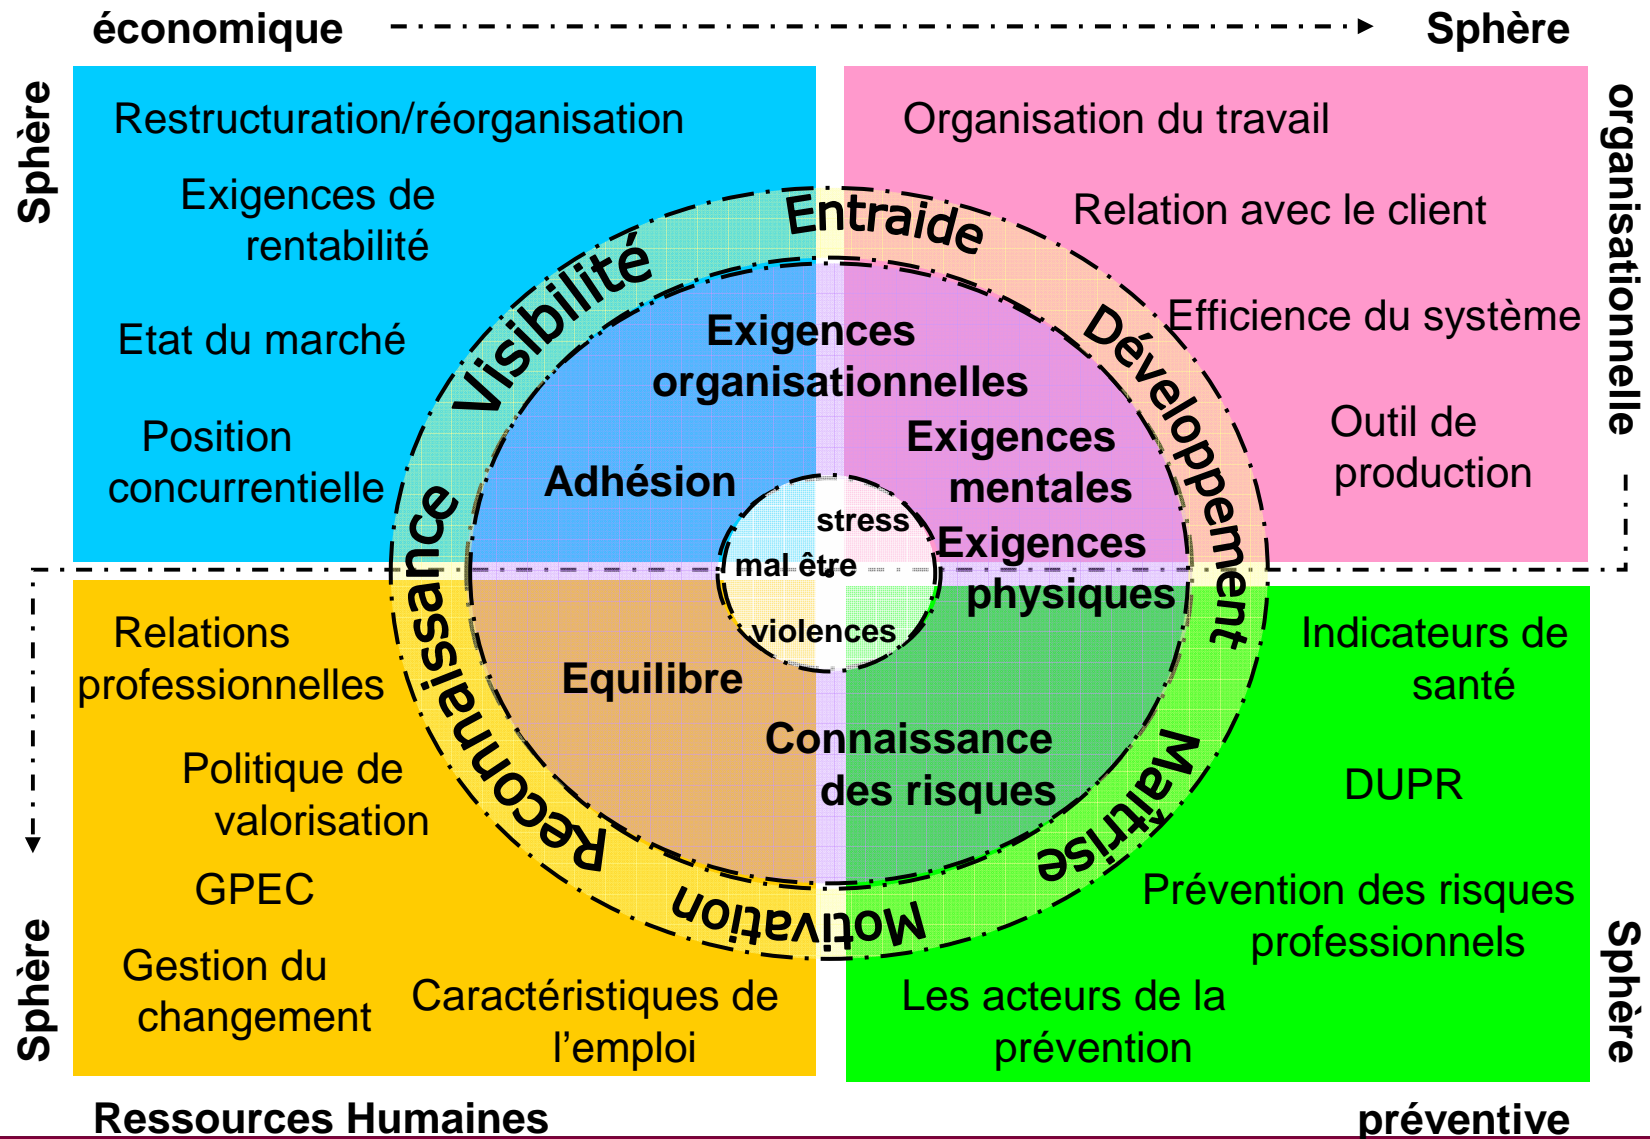 économique
Sphère
Sphère
organisationnelle
Restructuration/réorganisation
Exigences de
rentabilité
Etat du marché
Position
concurrentielle
Organisation du travail
Relation avec le client
Efficience du système
Outil de
production
Visibilité
Entraide
Développement
Maîtrise
Motivation
Reconnaissance
Exigences
organisationnelles
Adhésion
Exigences
mentales
Exigences
physiques
stress
mal être
violences
Equilibre
Connaissance
des risques
Relations
professionnelles
Politique de
valorisation
GPEC
Gestion du
changement
Caractéristiques de
l'emploi
Indicateurs de
santé
DUPR
Prévention des risques
professionnels
Les acteurs de la
prévention
Sphère
Ressources Humaines
Sphère
préventive